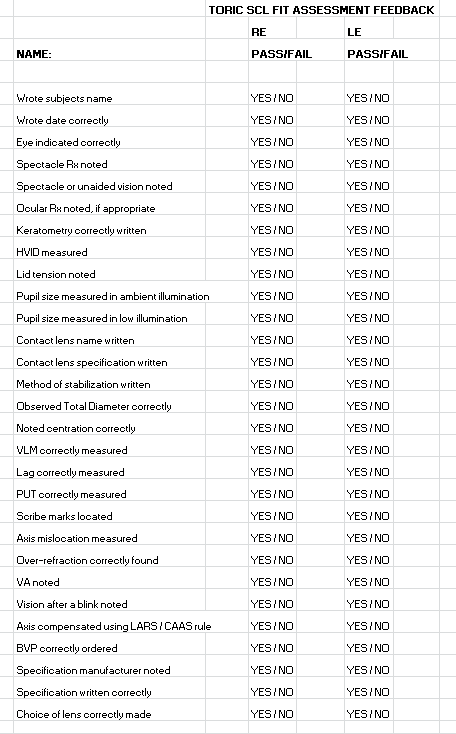 TORIC SCL FIT ASSESSMENT FEEDBACK
RE LE
NAME: PASS/FAIL PASS/FAIL
Wrote subjects name YES / NO YES / NO
Wrote date correctly YES / NO YES / NO
Eye indicated correctly YES / NO YES / NO
Spectacle Rx noted YES / NO YES / NO
Spectacle or unaided vision noted YES / NO YES / NO
Ocular Rx noted, if appropriate YES / NO YES / NO
Keratometry correctly written YES / NO YES / NO
HVID measured YES / NO YES / NO
Lid tension noted YES / NO YES / NO
Pupil size measured in ambient illumination YES / NO YES / NO
Pupil size measured in low illumination YES / NO YES / NO
Contact lens name written YES / NO YES / NO
Contact lens specification written YES / NO YES / NO
Method of stabilization written YES / NO YES / NO
Observed Total Diameter correctly YES / NO YES / NO
Noted centration correctly YES / NO YES / NO
VLM correctly measured YES / NO YES / NO
Lag correctly measured YES / NO YES / NO
PUT correctly measured YES / NO YES / NO
Scribe marks located YES / NO YES / NO
Axis mislocation measured YES / NO YES / NO
Over-refraction correctly found YES / NO YES / NO
VA noted YES / NO YES / NO
Vision after a blink noted YES / NO YES / NO
Axis compensated using LARS / CAAS rule YES / NO YES / NO
BVP correctly ordered YES / NO YES / NO
Specification manufacturer noted YES / NO YES / NO
Specification written correctly YES / NO YES / NO
Choice of lens correctly made YES / NO YES / NO